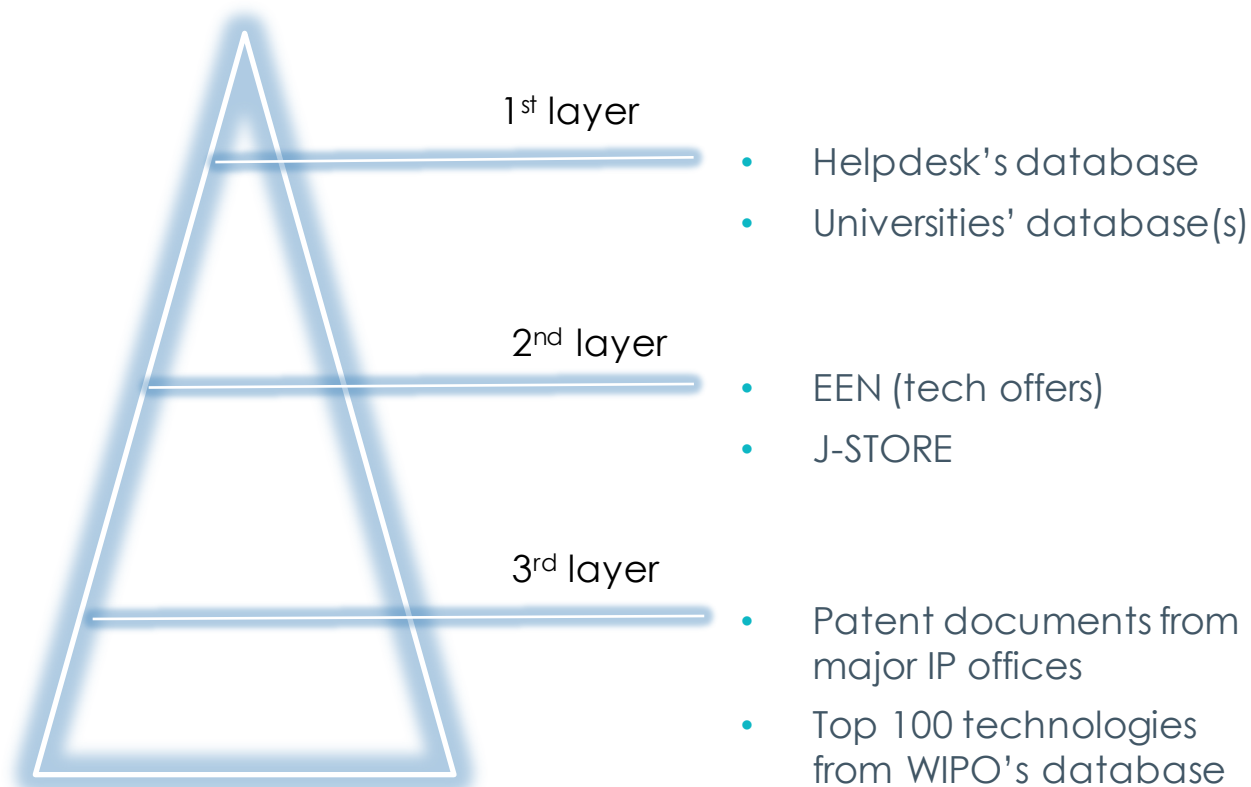 1st layer
• Helpdesk's database
• Universities' database(s)
2nd layer
• EEN (tech offers)
• J-STORE
3rd layer
• Patent documents from
major IP offices
• Top 100 technologies
from WIPO's database